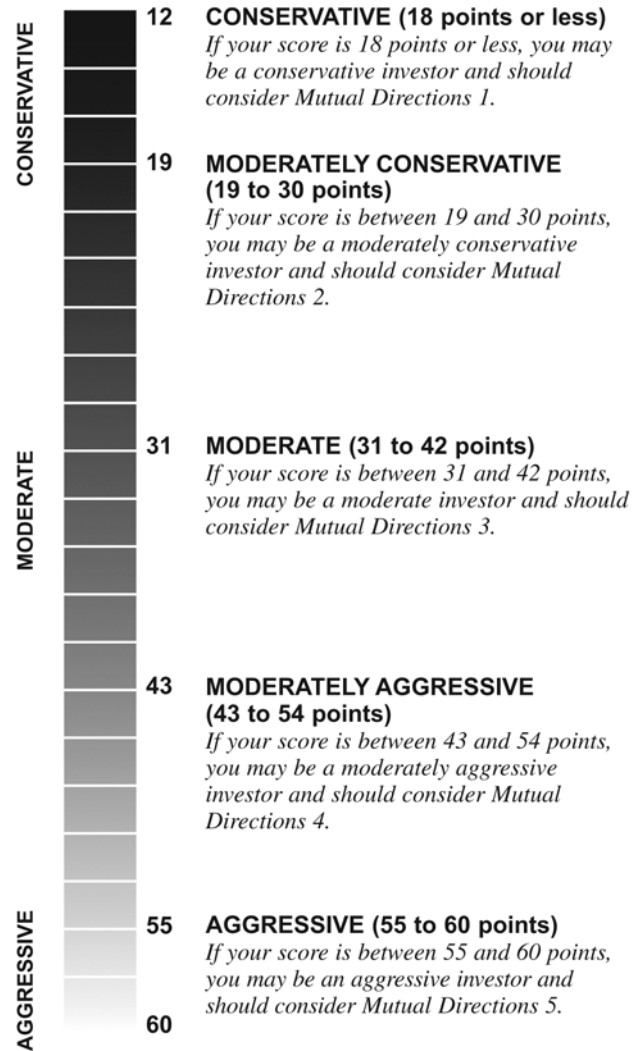 CONSERVATIVE
MODERATE
AGGRESSIVE
12
CONSERVATIVE (18 points or less)
If your score is 18 points or less, you may
be a conservative investor and should
consider Mutual Directions 1.
19
MODERATELY CONSERVATIVE
(19 to 30 points)
If your score is between 19 and 30 points,
you may be a moderately conservative
investor and should consider Mutual
Directions 2.
31
MODERATE (31 to 42 points)
If your score is between 31 and 42 points,
you may be a moderate investor and should
consider Mutual Directions 3.
43
MODERATELY AGGRESSIVE
(43 to 54 points)
If your score is between 43 and 54 points,
you may be a moderately aggressive
investor and should consider Mutual
Directions 4.
55
AGGRESSIVE (55 to 60 points)
If your score is between 55 and 60 points,
you may be an aggressive investor and
should consider Mutual Directions 5.
60